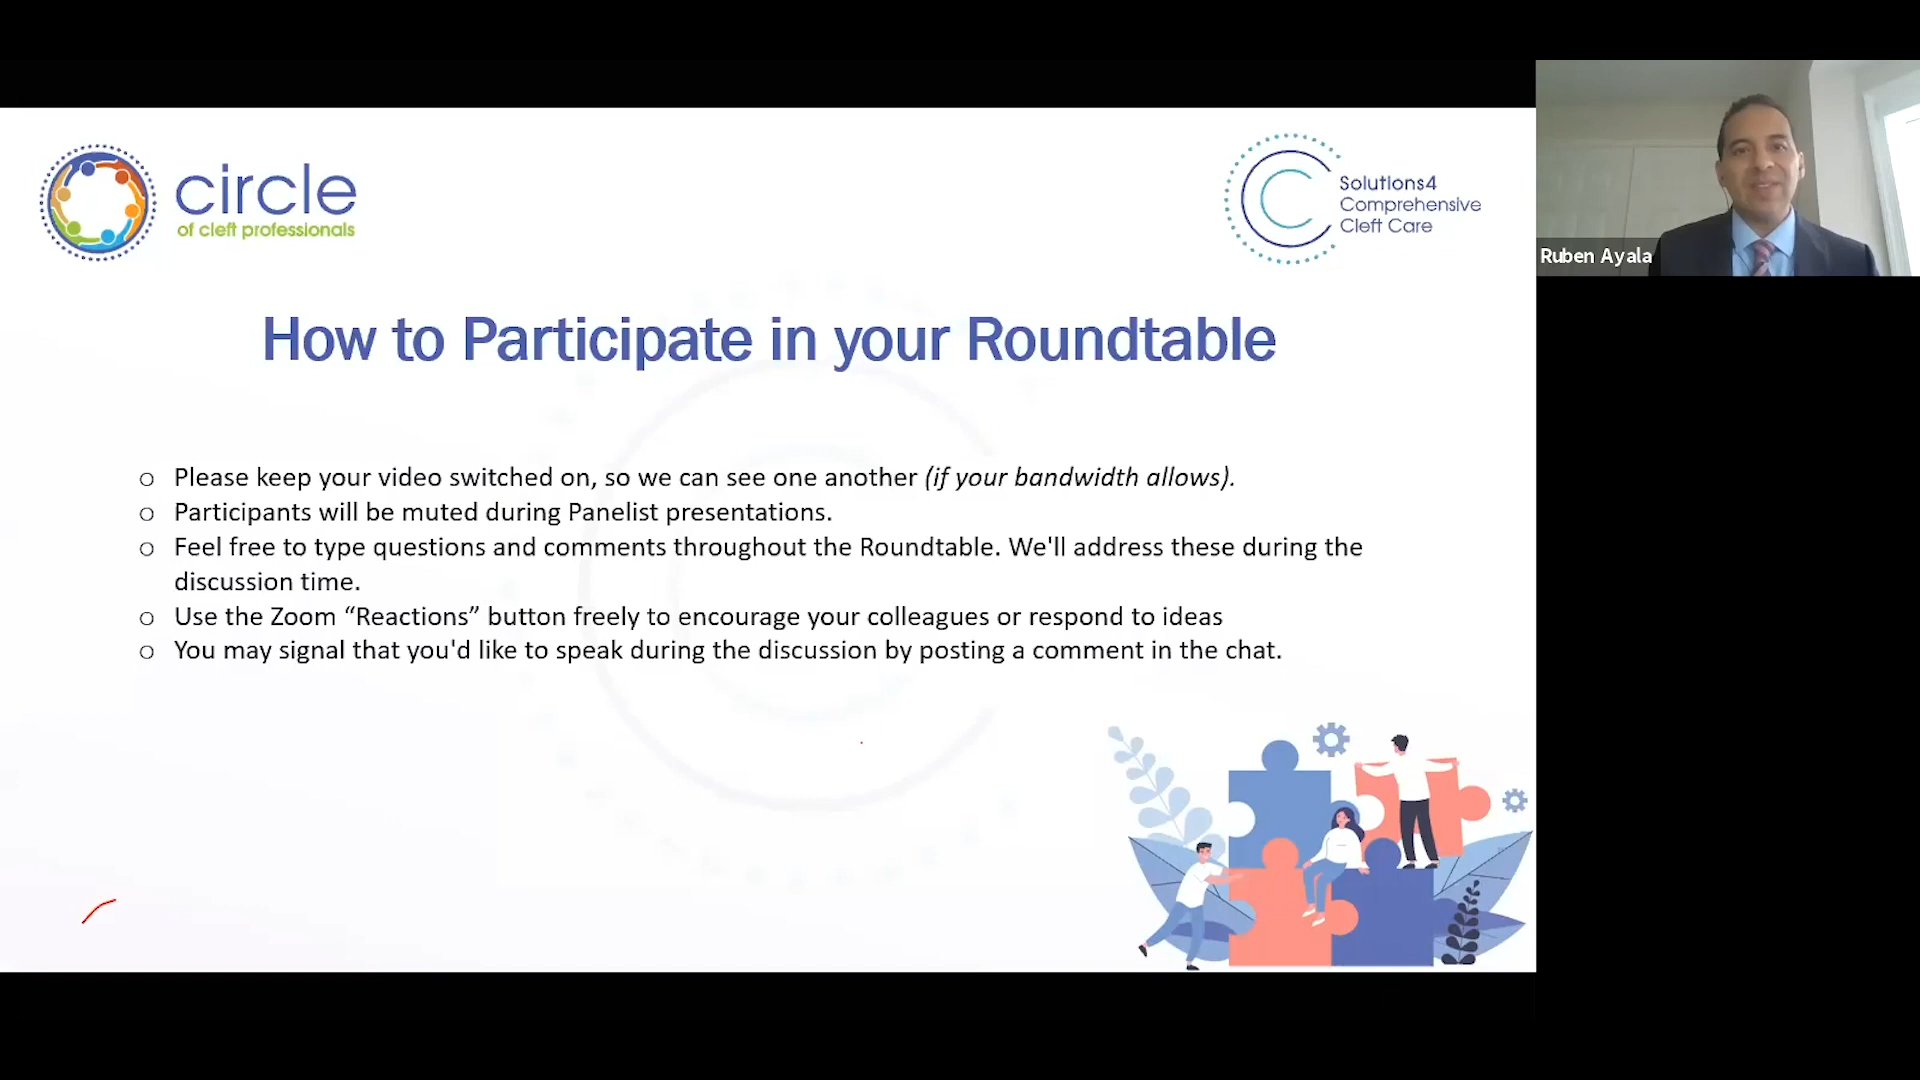 circle
of cleft professionals
Solutions4
Comprehensive
Cleft Care
Ruben Ayala
How to Participate in your Roundtable
o Please keep your video switched on, so we can see one another (if your bandwidth allows).
o Participants will be muted during Panelist presentations.
o Feel free to type questions and comments throughout the Roundtable. We'll address these during the
discussion time.
o Use the Zoom “Reactions” button freely to encourage your colleagues or respond to ideas
o You may signal that you'd like to speak during the discussion by posting a comment in the chat.